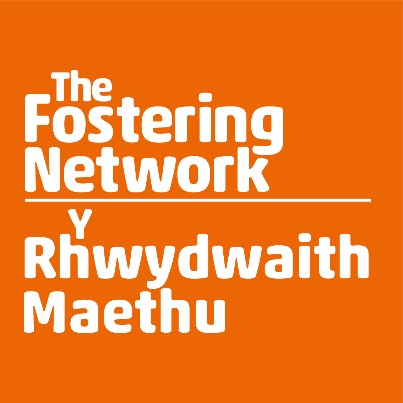 The
Fostering
Network
Y
Rhwydwaith
Maethu